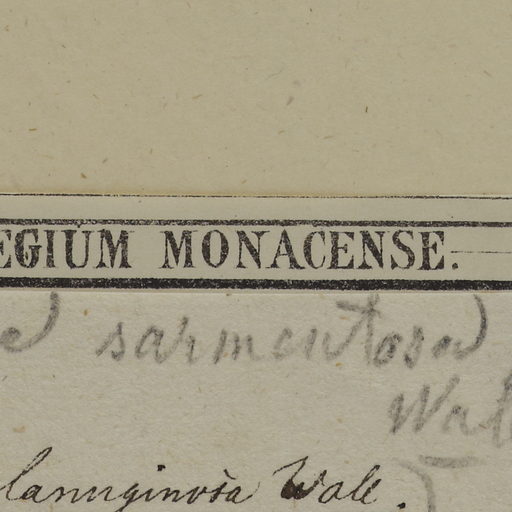 EGIUM MONACENSE.
sarmentosa
Wal
lanuginosa Wall.